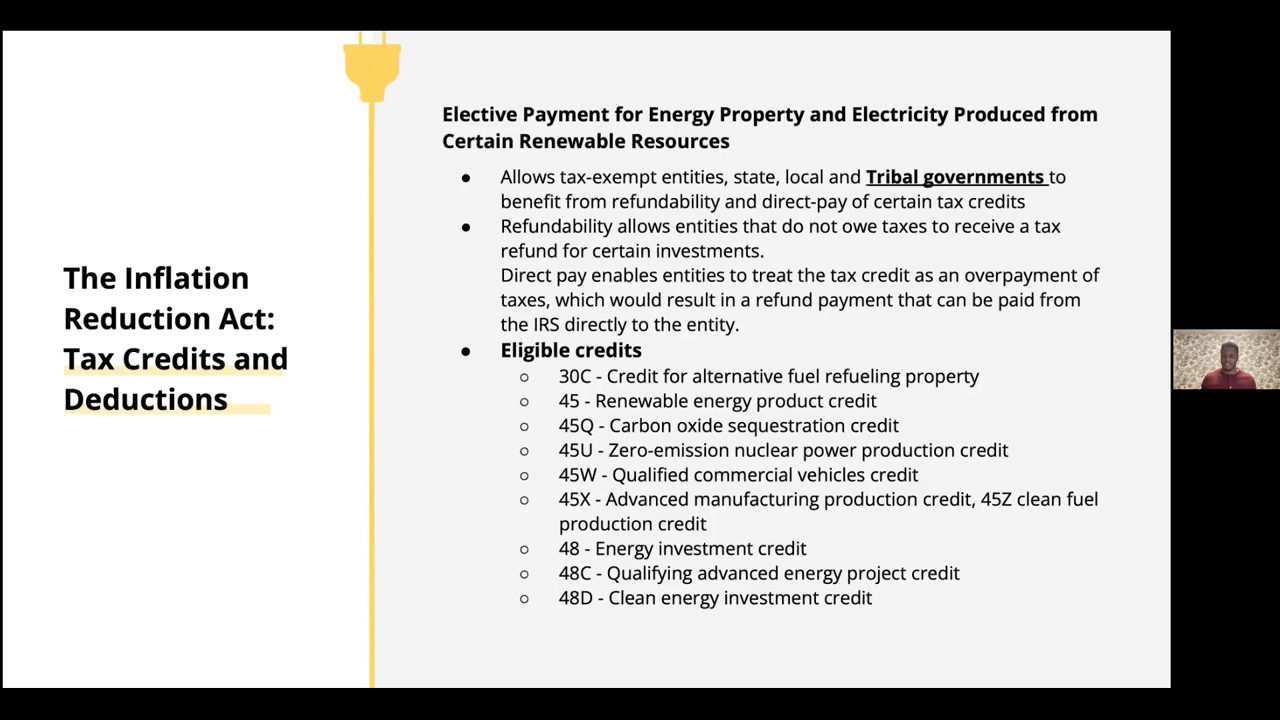 The Inflation
Reduction Act:
Tax Credits and
Deductions
Elective Payment for Energy Property and Electricity Produced from
Certain Renewable Resources
● Allows tax-exempt entities, state, local and Tribal governments to
benefit from refundability and direct-pay of certain tax credits
● Refundability allows entities that do not owe taxes to receive a tax
refund for certain investments.
Direct pay enables entities to treat the tax credit as an overpayment of
taxes, which would result in a refund payment that can be paid from
the IRS directly to the entity.
● Eligible credits
○ 30C - Credit for alternative fuel refueling property
○ 45 - Renewable energy product credit
○ 45Q - Carbon oxide sequestration credit
○ 45U - Zero-emission nuclear power production credit
○ 45W - Qualified commercial vehicles credit
○ 45X - Advanced manufacturing production credit, 45Z clean fuel
production credit
○ 48 - Energy investment credit
○ 48C - Qualifying advanced energy project credit
○ 48D - Clean energy investment credit